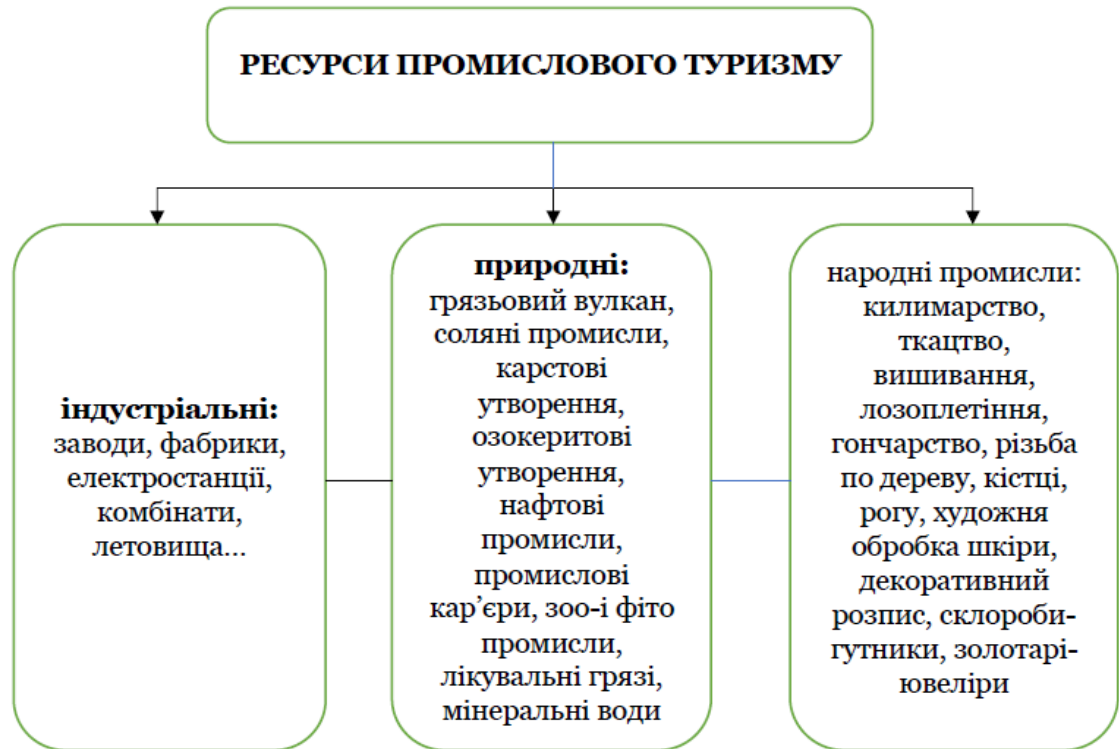 РЕСУРСИ ПРОМИСЛОВОГО ТУРИЗМУ
індустріальні:
заводи, фабрики,
електростанції,
комбінати,
летовища...
природні:
грязьовий вулкан,
соляні промисли,
карстові
утворення,
озокеритові
утворення,
нафтові
промисли,
промислові
кар’єри, зоо-і фіто
промисли,
лікувальні грязі,
мінеральні води
народні промисли:
килимарство,
ткацтво,
вишивання,
лозоплетіння,
гончарство, різьба
по дереву, кістці,
рогу, художня
обробка шкіри,
декоративний
розпис, склороби-
гутники, золотарі-
ювеліри